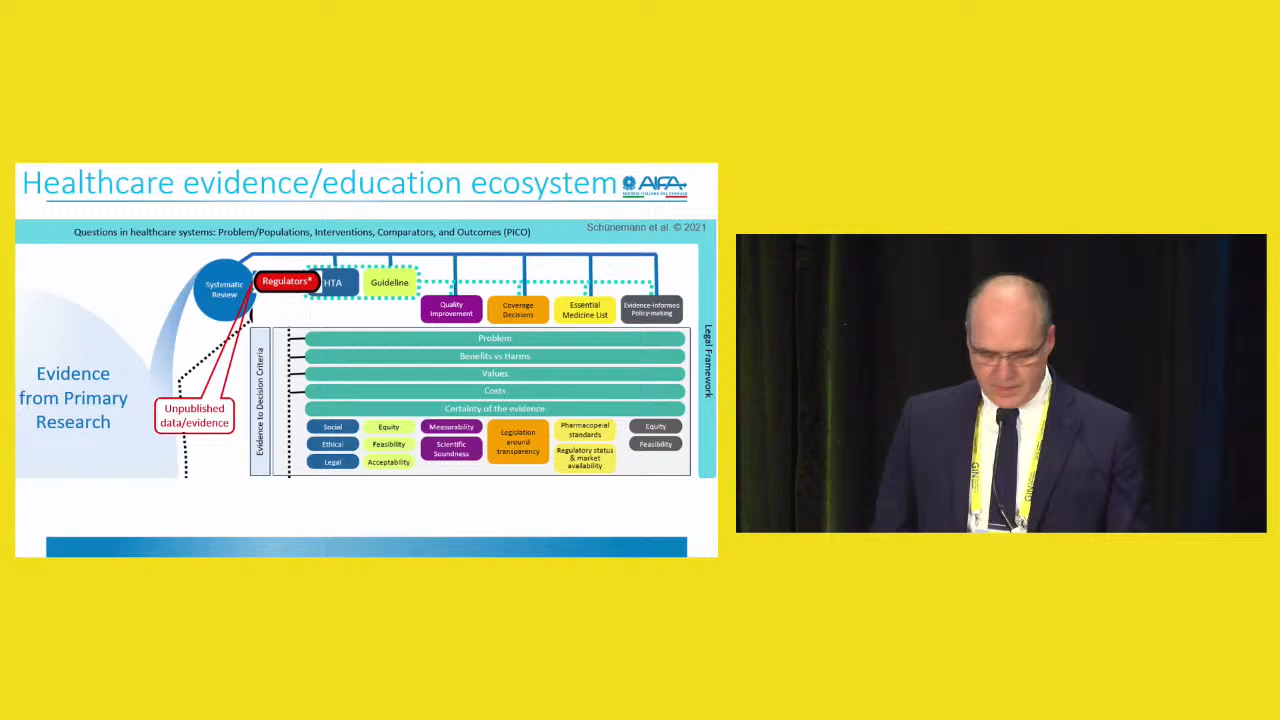 Healthcare evidence/education ecosystem
AIFA
AGENZIA ITALIANA DEL FARMACO
Questions in healthcare systems: Problem/Populations, Interventions, Comparators, and Outcomes (PICO)
Schünemann et al. © 2021
Systematic
Review
Regulators*
HTA
Guideline
Quality
Improvement
Coverage
Decisions
Essential
Medicine List
Evidence-Informed
Policy-making
Legal Framework
Evidence
from Primary
Research
Unpublished
data/evidence
Evidence to Decision Criteria
Problem
Benefits vs Harms
Values
Costs
Certainty of the evidence
Social
Ethical
Legal
Equity
Feasibility
Acceptability
Measurability
Scientific
Soundness
Legislation
around
transparency
Pharmacopeial
standards
Regulatory status
& market
availability
Equity
Feasibility
GIN
GIN